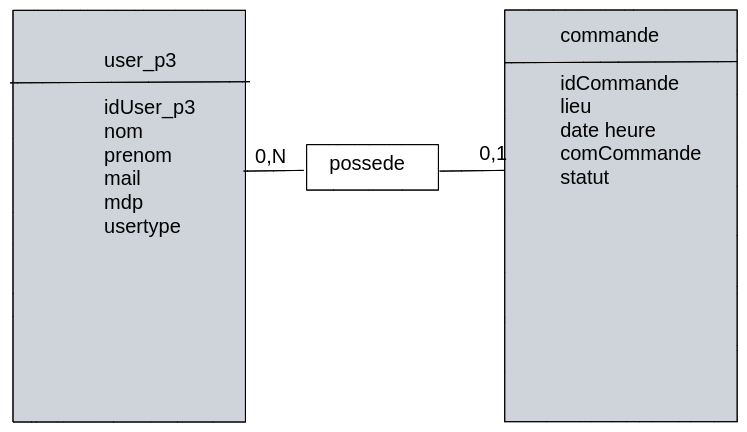 user_p3
idUser_p3
nom
prenom
mail
mdp
usertype
0,N
possede
0,1
commande
idCommande
lieu
date heure
comCommande
statut